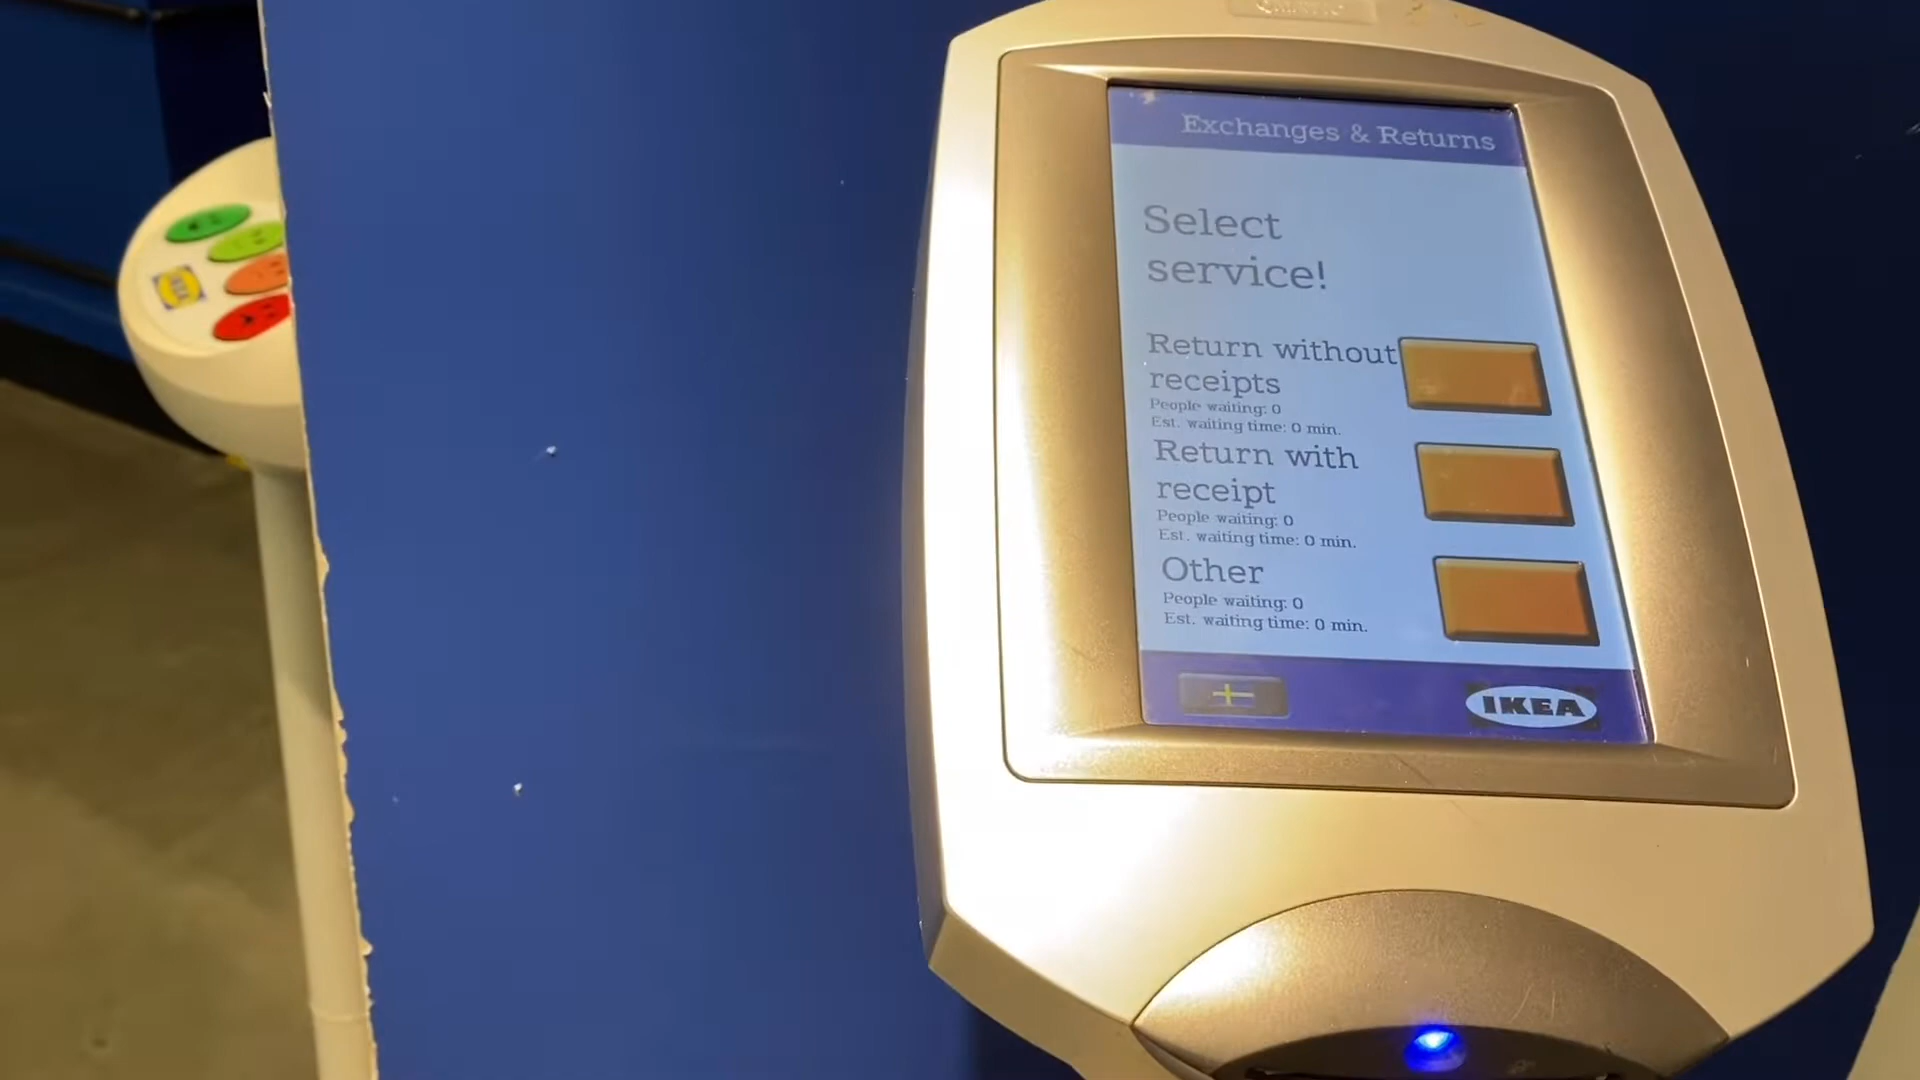 Exchanges & Returns
Select
service!
Return without
receipts
People waiting: 0
Est. waiting time: 0 min.
Return with
receipt
People waiting: 0
Est. waiting time: 0 min.
Other
People waiting: 0
Est. waiting time: 0 min.
IKEA
IKEA